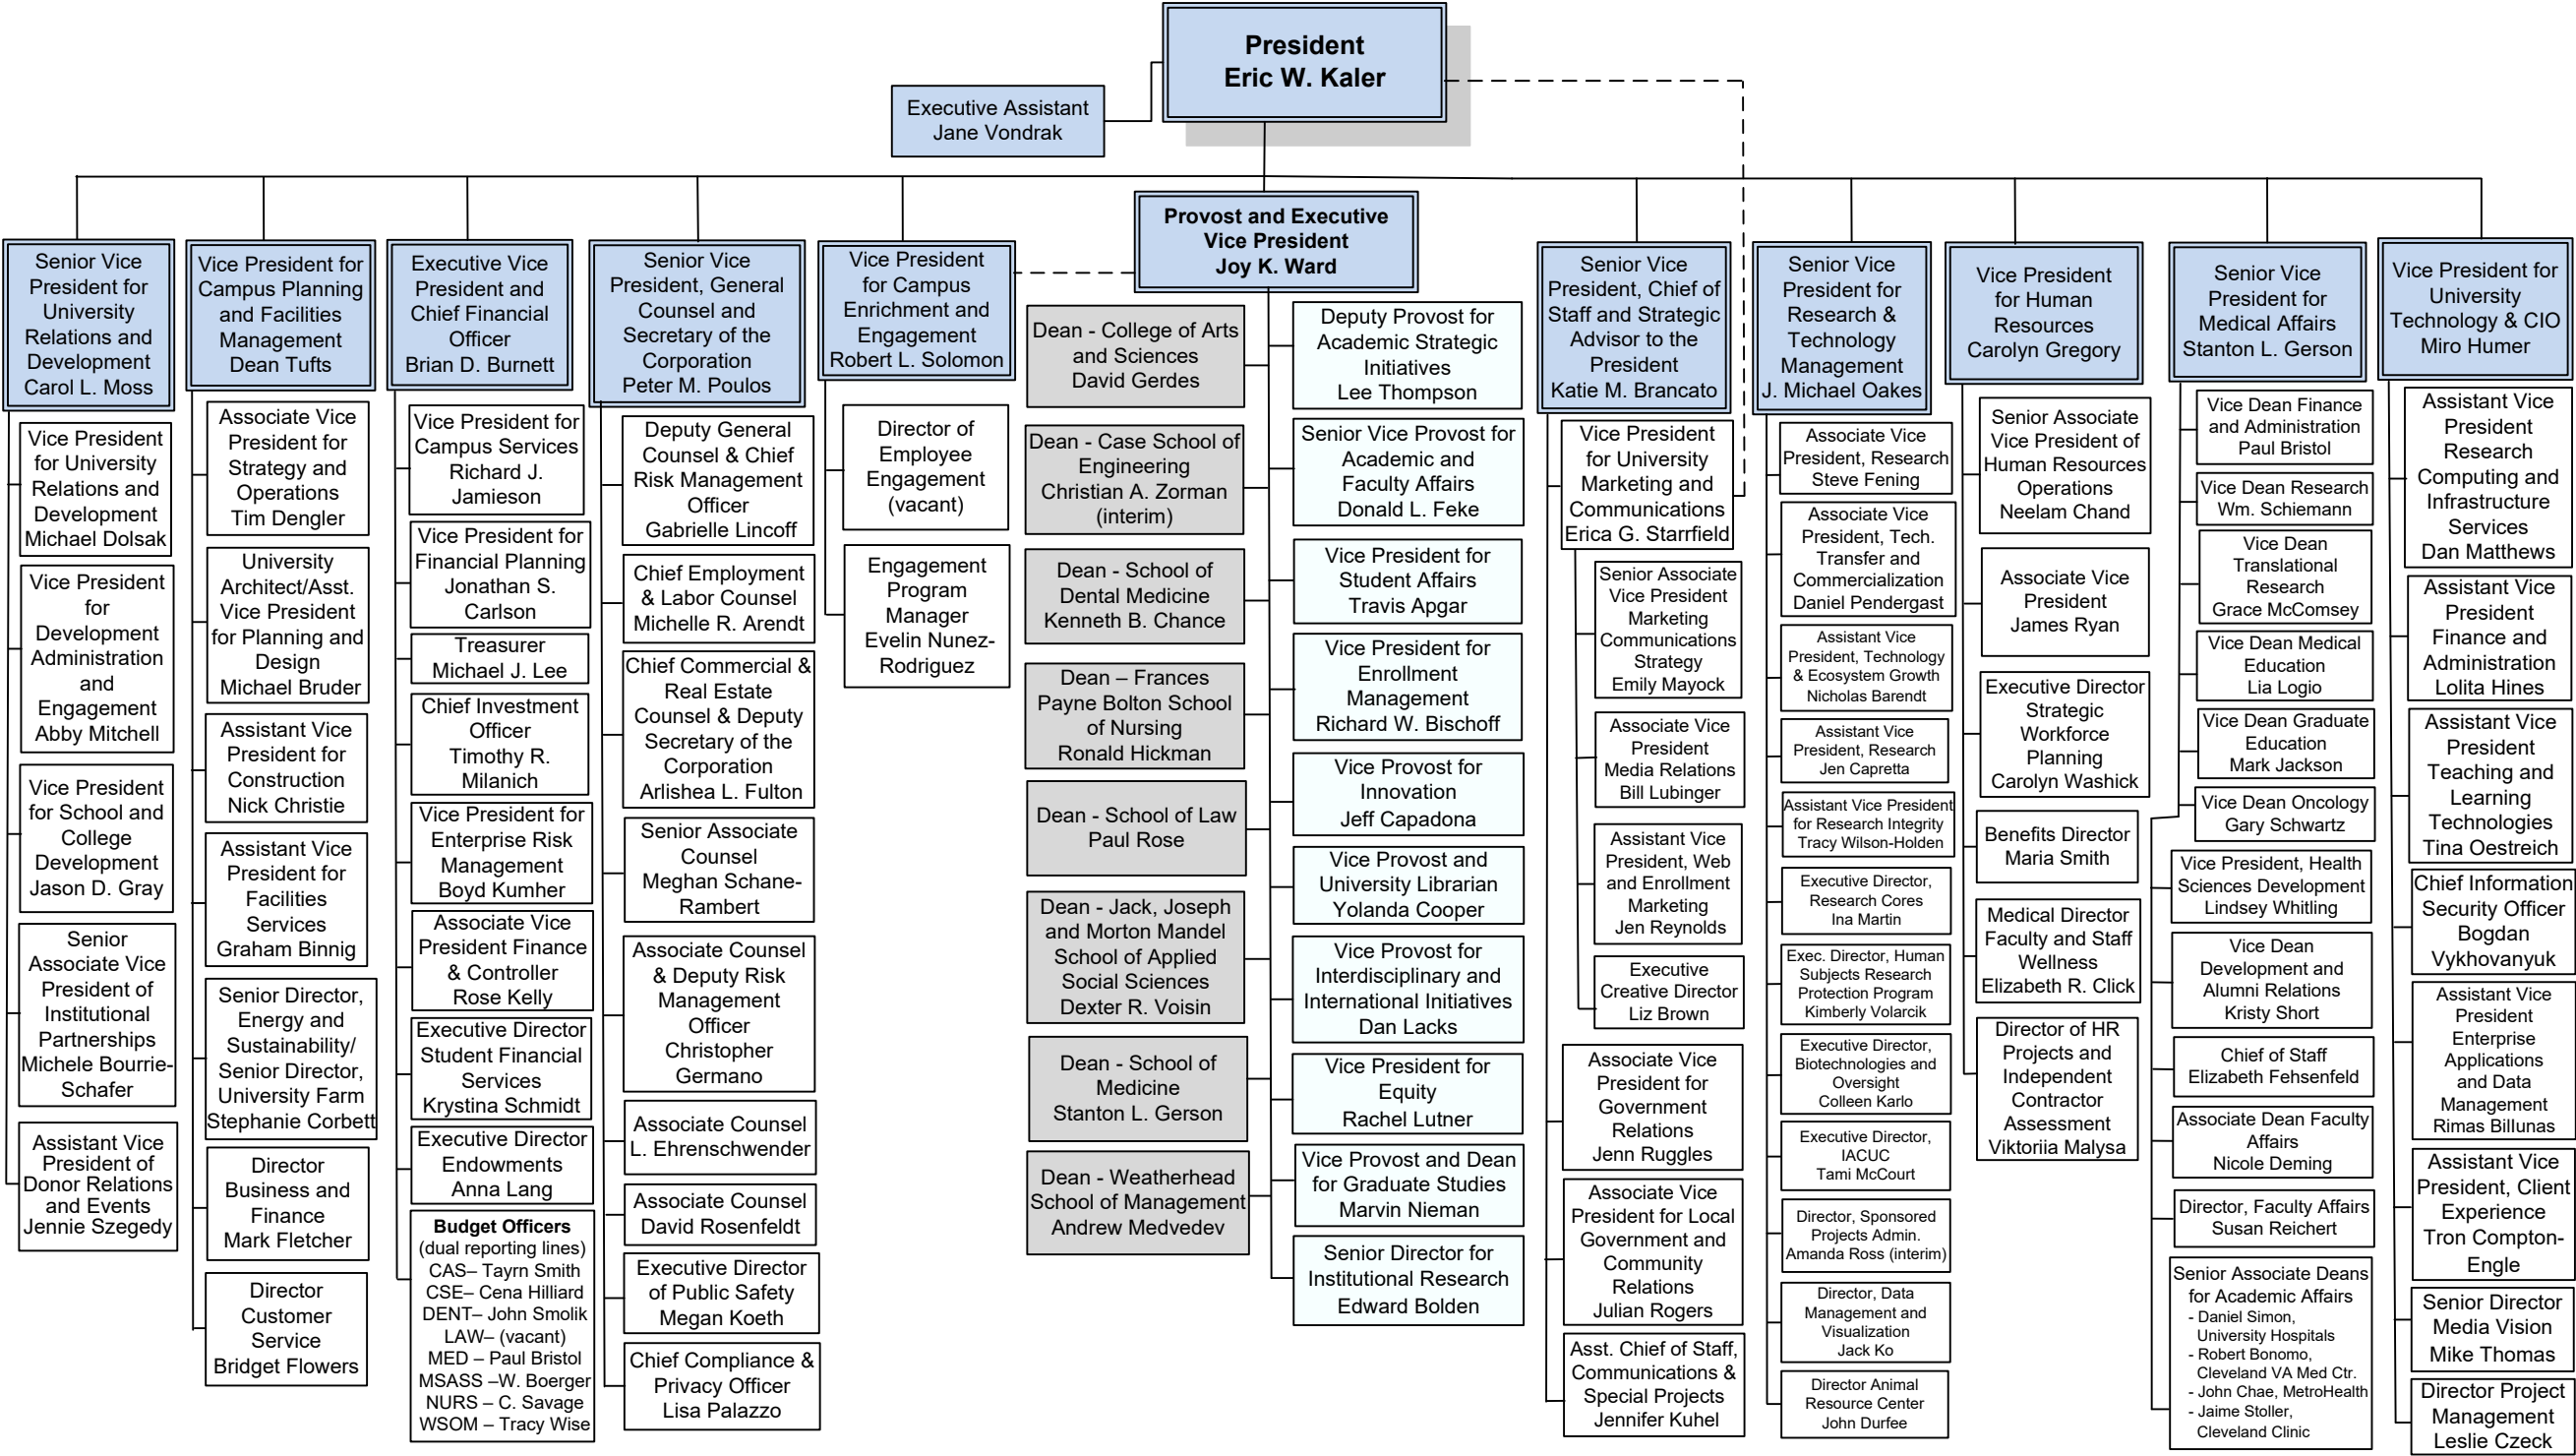 President
Eric W. Kaler
Executive Assistant
Jane Vondrak
Provost and Executive
Vice President
Joy K. Ward
Senior Vice
President for
University
Relations and
Development
Carol L. Moss
Vice President
for University
Relations and
Development
Michael Dolsak
Vice President
for
Development
Administration
and
Engagement
Abby Mitchell
Vice President
for School and
College
Development
Jason D. Gray
Senior
Associate Vice
President of
Institutional
Partnerships
Michele Bourrie-
Schafer
Assistant Vice
President of
Donor Relations
and Events
Jennie Szegedy
Vice President for
Campus Planning
and Facilities
Management
Dean Tufts
Associate Vice
President for
Strategy and
Operations
Tim Dengler
University
Architect/Asst.
Vice President
for Planning and
Design
Michael Bruder
Assistant Vice
President for
Construction
Nick Christie
Assistant Vice
President for
Facilities
Services
Graham Binnig
Senior Director,
Energy and
Sustainability/
Senior Director,
University Farm
Stephanie Corbett
Director
Business and
Finance
Mark Fletcher
Director
Customer
Service
Bridget Flowers
Executive Vice
President and
Chief Financial
Officer
Brian D. Burnett
Vice President for
Campus Services
Richard J.
Jamieson
Vice President for
Financial Planning
Jonathan S.
Carlson
Treasurer
Michael J. Lee
Chief Investment
Officer
Timothy R.
Milanich
Vice President for
Enterprise Risk
Management
Boyd Kumher
Associate Vice
President Finance
& Controller
Rose Kelly
Executive Director
Student Financial
Services
Krystina Schmidt
Executive Director
Endowments
Anna Lang
Budget Officers
(dual reporting lines)
CAS– Tayrn Smith
CSE– Cena Hilliard
DENT– John Smolik
LAW– (vacant)
MED – Paul Bristol
MSASS –W. Boerger
NURS – C. Savage
WSOM – Tracy Wise
Senior Vice
President, General
Counsel and
Secretary of the
Corporation
Peter M. Poulos
Deputy General
Counsel & Chief
Risk Management
Officer
Gabrielle Lincoff
Chief Employment
& Labor Counsel
Michelle R. Arendt
Chief Commercial &
Real Estate
Counsel & Deputy
Secretary of the
Corporation
Arlishea L. Fulton
Senior Associate
Counsel
Meghan Schane-
Rambert
Associate Counsel
& Deputy Risk
Management
Officer
Christopher
Germano
Associate Counsel
L. Ehrenschwender
Associate Counsel
David Rosenfeldt
Executive Director
of Public Safety
Megan Koeth
Chief Compliance &
Privacy Officer
Lisa Palazzo
Vice President
for Campus
Enrichment and
Engagement
Robert L. Solomon
Director of
Employee
Engagement
(vacant)
Engagement
Program
Manager
Evelin Nunez-
Rodriguez
Dean - College of Arts
and Sciences
David Gerdes
Dean - Case School of
Engineering
Christian A. Zorman
(interim)
Dean - School of
Dental Medicine
Kenneth B. Chance
Dean – Frances
Payne Bolton School
of Nursing
Ronald Hickman
Dean - School of Law
Paul Rose
Dean - Jack, Joseph
and Morton Mandel
School of Applied
Social Sciences
Dexter R. Voisin
Dean - School of
Medicine
Stanton L. Gerson
Dean - Weatherhead
School of Management
Andrew Medvedev
Deputy Provost for
Academic Strategic
Initiatives
Lee Thompson
Senior Vice Provost for
Academic and
Faculty Affairs
Donald L. Feke
Vice President for
Student Affairs
Travis Apgar
Vice President for
Enrollment
Management
Richard W. Bischoff
Vice Provost for
Innovation
Jeff Capadona
Vice Provost and
University Librarian
Yolanda Cooper
Vice Provost for
Interdisciplinary and
International Initiatives
Dan Lacks
Vice President for
Equity
Rachel Lutner
Vice Provost and Dean
for Graduate Studies
Marvin Nieman
Senior Director for
Institutional Research
Edward Bolden
Senior Vice
President, Chief of
Staff and Strategic
Advisor to the
President
Katie M. Brancato
Vice President
for University
Marketing and
Communications
Erica G. Starrfield
Senior Associate
Vice President
Marketing
Communications
Strategy
Emily Mayock
Associate Vice
President
Media Relations
Bill Lubinger
Assistant Vice
President, Web
and Enrollment
Marketing
Jen Reynolds
Executive
Creative Director
Liz Brown
Associate Vice
President for
Government
Relations
Jenn Ruggles
Associate Vice
President for Local
Government and
Community
Relations
Julian Rogers
Asst. Chief of Staff,
Communications &
Special Projects
Jennifer Kuhel
Senior Vice
President for
Research &
Technology
Management
J. Michael Oakes
Associate Vice
President, Research
Steve Fening
Associate Vice
President, Tech.
Transfer and
Commercialization
Daniel Pendergast
Assistant Vice
President, Technology
& Ecosystem Growth
Nicholas Barendt
Assistant Vice
President, Research
Jen Capretta
Assistant Vice President
for Research Integrity
Tracy Wilson-Holden
Executive Director,
Research Cores
Ina Martin
Exec. Director, Human
Subjects Research
Protection Program
Kimberly Volarcik
Executive Director,
Biotechnologies and
Oversight
Colleen Karlo
Executive Director,
IACUC
Tami McCourt
Director, Sponsored
Projects Admin.
Amanda Ross (interim)
Director, Data
Management and
Visualization
Jack Ko
Director Animal
Resource Center
John Durfee
Vice President
for Human
Resources
Carolyn Gregory
Senior Associate
Vice President of
Human Resources
Operations
Neelam Chand
Associate Vice
President
James Ryan
Executive Director
Strategic
Workforce
Planning
Carolyn Washick
Benefits Director
Maria Smith
Medical Director
Faculty and Staff
Wellness
Elizabeth R. Click
Director of HR
Projects and
Independent
Contractor
Assessment
Viktoriia Malysa
Senior Vice
President for
Medical Affairs
Stanton L. Gerson
Vice Dean Finance
and Administration
Paul Bristol
Vice Dean Research
Wm. Schiemann
Vice Dean
Translational
Research
Grace McComsey
Vice Dean Medical
Education
Lia Logio
Vice Dean Graduate
Education
Mark Jackson
Vice Dean Oncology
Gary Schwartz
Vice President, Health
Sciences Development
Lindsey Whitling
Vice Dean
Development and
Alumni Relations
Kristy Short
Chief of Staff
Elizabeth Fehsenfeld
Associate Dean Faculty
Affairs
Nicole Deming
Director, Faculty Affairs
Susan Reichert
Senior Associate Deans
for Academic Affairs
- Daniel Simon,
University Hospitals
- Robert Bonomo,
Cleveland VA Med Ctr.
- John Chae, MetroHealth
- Jaime Stoller,
Cleveland Clinic
Vice President for
University
Technology & CIO
Miro Humer
Assistant Vice
President
Research
Computing and
Infrastructure
Services
Dan Matthews
Assistant Vice
President
Finance and
Administration
Lolita Hines
Assistant Vice
President
Teaching and
Learning
Technologies
Tina Oestreich
Chief Information
Security Officer
Bogdan
Vykhovanyuk
Assistant Vice
President
Enterprise
Applications
and Data
Management
Rimas Billunas
Assistant Vice
President, Client
Experience
Tron Compton-
Engle
Senior Director
Media Vision
Mike Thomas
Director Project
Management
Leslie Czeck